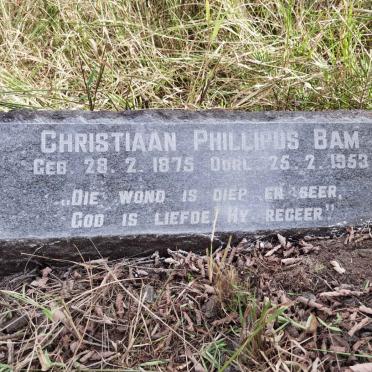 CHRISTIAAN PHILLIPUS BAM
GEB 28. 2. 1875 OORL 25. 2. 1953
„DIE WOND IS DIEP EN SEER,
GOD IS LIEFDE, HY REGEER"